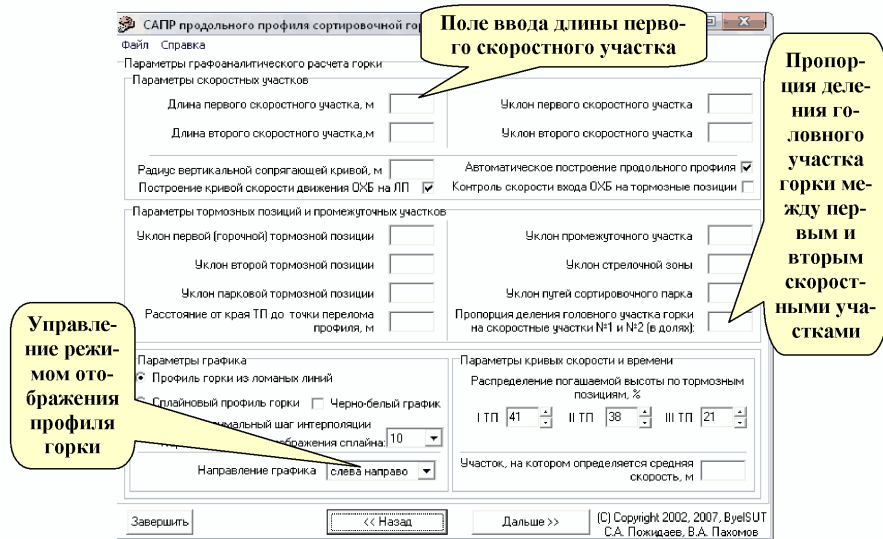 САПР продольного профиля сортировочной гор
Поле ввода длины перво-
го скоростного участка
Файл Справка
Параметры графоаналитического расчета горки
Параметры скоростных участков
Длина первого скоростного участка, м
Уклон первого скоростного участка
Длина второго скоростного участка,м
Уклон второго скоростного участка
Радиус вертикальной сопрягающей кривой, м
Автоматическое построение продольного профиля
Построение кривой скорости движения ОХБ на ЛП
Контроль скорости входа ОХБ на тормозные позиции
Пропор-
ция деле-
ния го-
ловного
участка
горки ме-
жду пер-
вым и
вторым
скорост-
ными уча-
стками
Параметры тормозных позиций и промежуточных участков
Уклон первой (горочной) тормозной позиции
Уклон промежуточного участка
Уклон второй тормозной позиции
Уклон стрелочной зоны
Уклон парковой тормозной позиции
Уклон путей сортировочного парка
Расстояние от края ТП до точки перелома
профиля, м
Пропорция деления головного участка горки
на скоростные участки №1 и №2 (в долях):
Управле-
ние режи-
мом ото-
бражения
профиля
горки
Параметры графика
Профиль горки из ломаных линий
Сплайновый профиль горки
Черно-белый график
мальный шаг интерполяции
ображения сплайна: 10
Направление графика слева направо
Параметры кривых скорости и времени
Распределение погашаемой высоты по тормозным
позициям, %
I ТП 41 II ТП 38 III ТП 21
Участок, на котором определяется средняя
скорость, м
Завершить
<< Назад
Дальше >>
(C) Copyright 2002, 2007, ByelSUT
С.А. Пожидаев, В.А. Пахомов